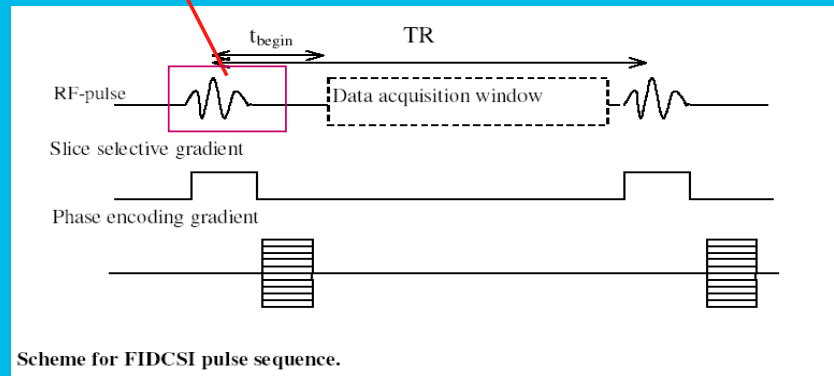 t_begin
TR
RF-pulse
Data acquisition window
Slice selective gradient
Phase encoding gradient
Scheme for FIDCSI pulse sequence.